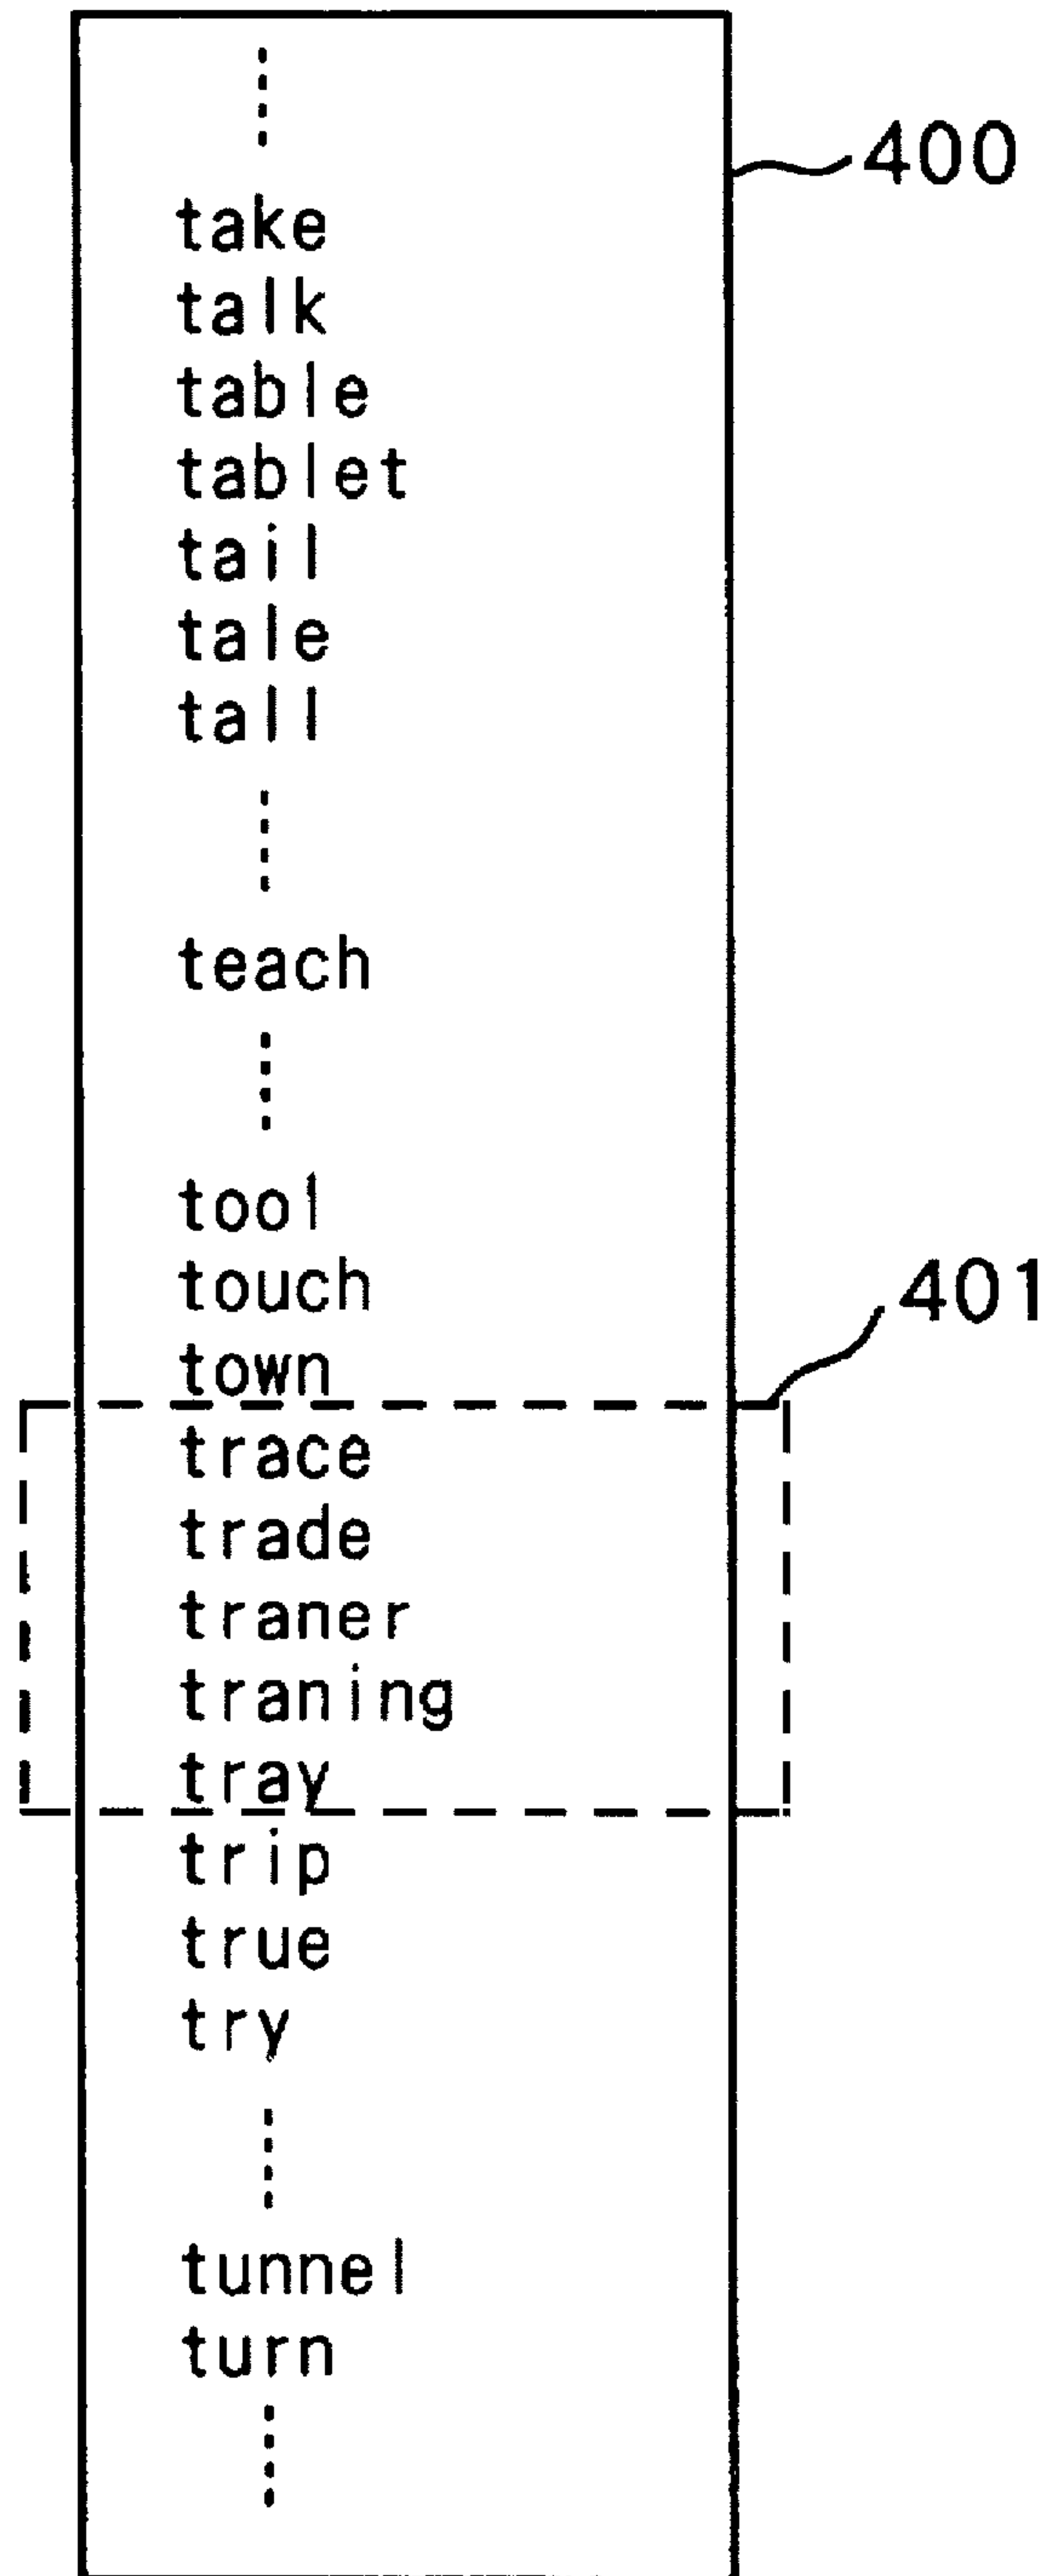 400
take
talk
table
tablet
tail
tale
tall
teach
tool
touch
town
401
trace
trade
traner
traning
tray
trip
true
try
tunnel
turn